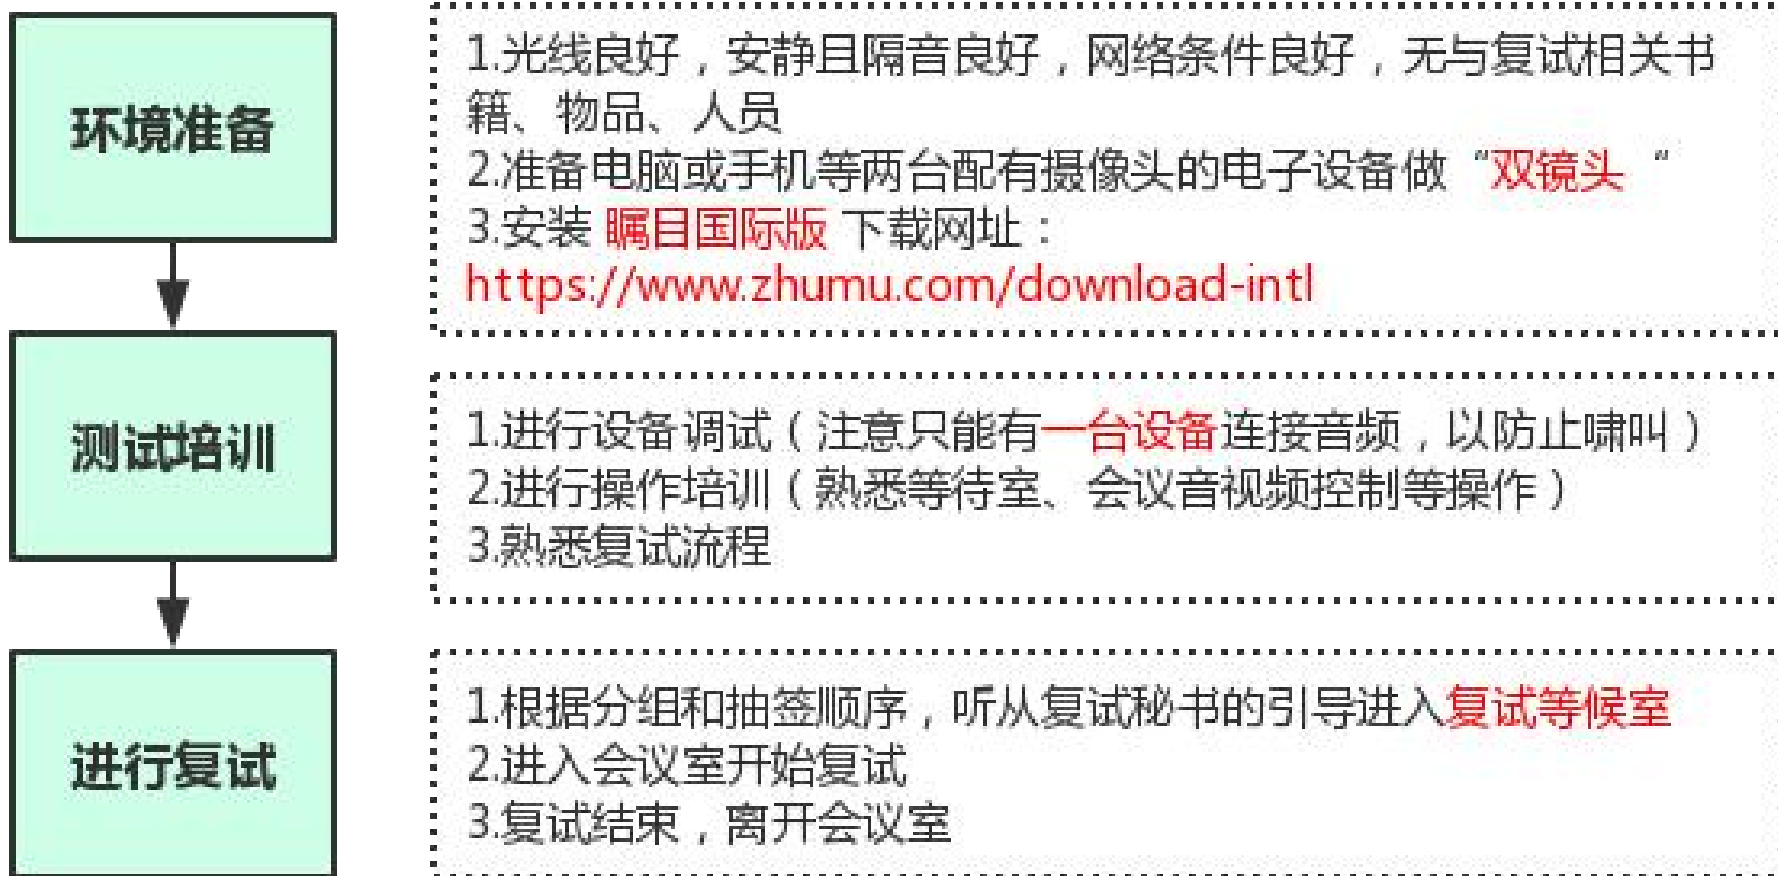 环境准备
1.光线良好，安静且隔音良好，网络条件良好，无与复试相关书
籍、物品、人员
2.准备电脑或手机等两台配有摄像头的电子设备做“双镜头“
3.安装 瞩目国际版 下载网址：
https://www.zhumu.com/download-intl
测试培训
1.进行设备调试（注意只能有一台设备连接音频，以防止啸叫）
2.进行操作培训（熟悉等待室、会议音视频控制等操作）
3.熟悉复试流程
进行复试
1.根据分组和抽签顺序，听从复试秘书的引导进入复试等候室
2.进入会议室开始复试
3.复试结束，离开会议室